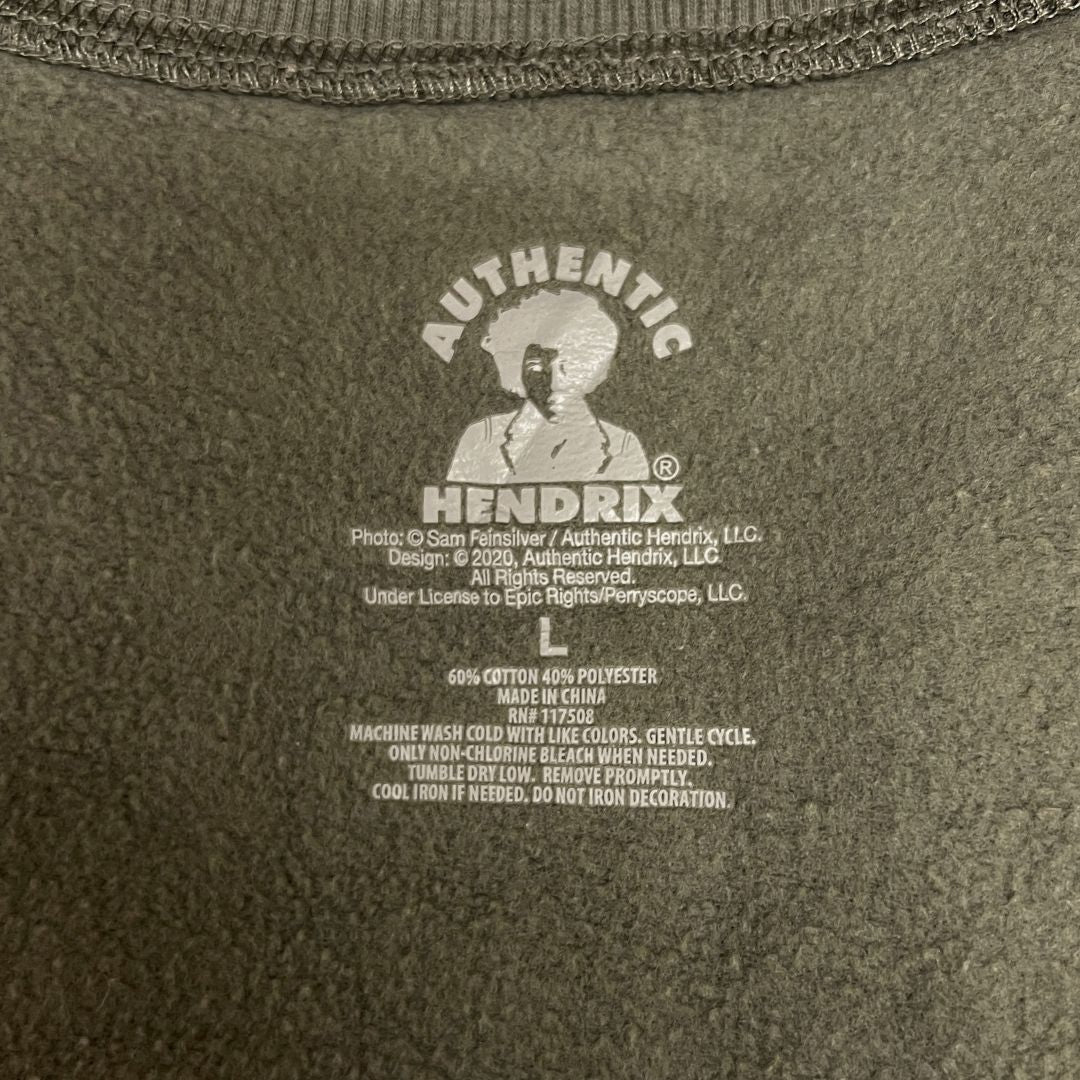 AUTHENTIC
®
HENDRIX
Photo: © Sam Feinsilver / Authentic Hendrix, LLC.
Design: © 2020, Authentic Hendrix, LLC
All Rights Reserved.
Under License to Epic Rights/Perryscope, LLC.
L
60% COTTON 40% POLYESTER
MADE IN CHINA
RN# 117508
MACHINE WASH COLD WITH LIKE COLORS. GENTLE CYCLE.
ONLY NON-CHLORINE BLEACH WHEN NEEDED.
TUMBLE DRY LOW. REMOVE PROMPTLY.
COOL IRON IF NEEDED. DO NOT IRON DECORATION.